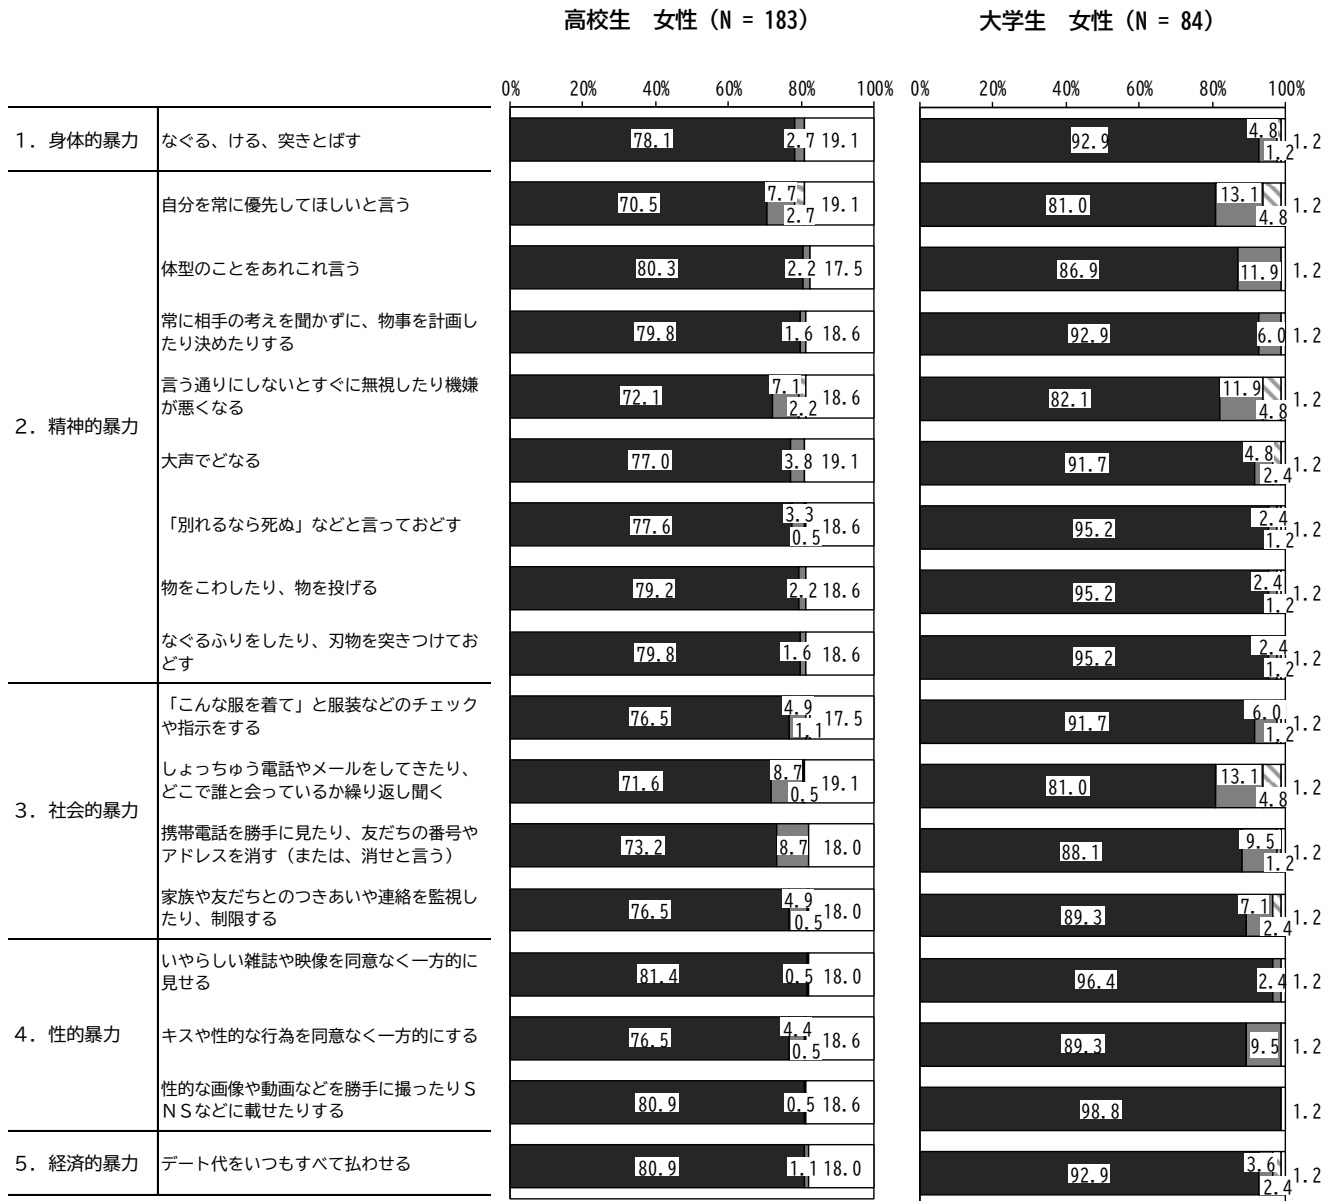 高校生　女性（N = 183）
大学生　女性（N = 84）
0% 20% 40% 60% 80% 100%
0% 20% 40% 60% 80% 100%
1．身体的暴力
なぐる、ける、突きとばす
78.1 2.7 19.1
92.9 4.8 1.2 1.2
2．精神的暴力
自分を常に優先してほしいと言う
70.5 7.7 2.7 19.1
81.0 13.1 4.8 1.2
体型のことをあれこれ言う
80.3 2.2 17.5
86.9 11.9 1.2
常に相手の考えを聞かずに、物事を計画し
たり決めたりする
79.8 1.6 18.6
92.9 6.0 1.2
言う通りにしないとすぐに無視したり機嫌
が悪くなる
72.1 7.1 2.2 18.6
82.1 11.9 4.8 1.2
大声でどなる
77.0 3.8 19.1
91.7 4.8 2.4 1.2
「別れるなら死ぬ」などと言っておどす
77.6 3.3 0.5 18.6
95.2 2.4 1.2 1.2
物をこわしたり、物を投げる
79.2 2.2 18.6
95.2 2.4 1.2 1.2
なぐるふりをしたり、刃物を突きつけてお
どす
79.8 1.6 18.6
95.2 2.4 1.2 1.2
3．社会的暴力
「こんな服を着て」と服装などのチェック
や指示をする
76.5 4.9 1.1 17.5
91.7 6.0 1.2 1.2
しょっちゅう電話やメールをしてきたり、
どこで誰と会っているか繰り返し聞く
71.6 8.7 0.5 19.1
81.0 13.1 4.8 1.2
携帯電話を勝手に見たり、友だちの番号や
アドレスを消す（または、消せと言う）
73.2 8.7 18.0
88.1 9.5 1.2 1.2
家族や友だちとのつきあいや連絡を監視し
たり、制限する
76.5 4.9 0.5 18.0
89.3 7.1 2.4 1.2
4．性的暴力
いやらしい雑誌や映像を同意なく一方的に
見せる
81.4 0.5 18.0
96.4 2.4 1.2
キスや性的な行為を同意なく一方的にする
76.5 4.4 0.5 18.6
89.3 9.5 1.2
性的な画像や動画などを勝手に撮ったりＳ
ＮＳなどに載せたりする
80.9 0.5 18.6
98.8 1.2
5．経済的暴力
デート代をいつもすべて払わせる
80.9 1.1 18.0
92.9 3.6 2.4 1.2